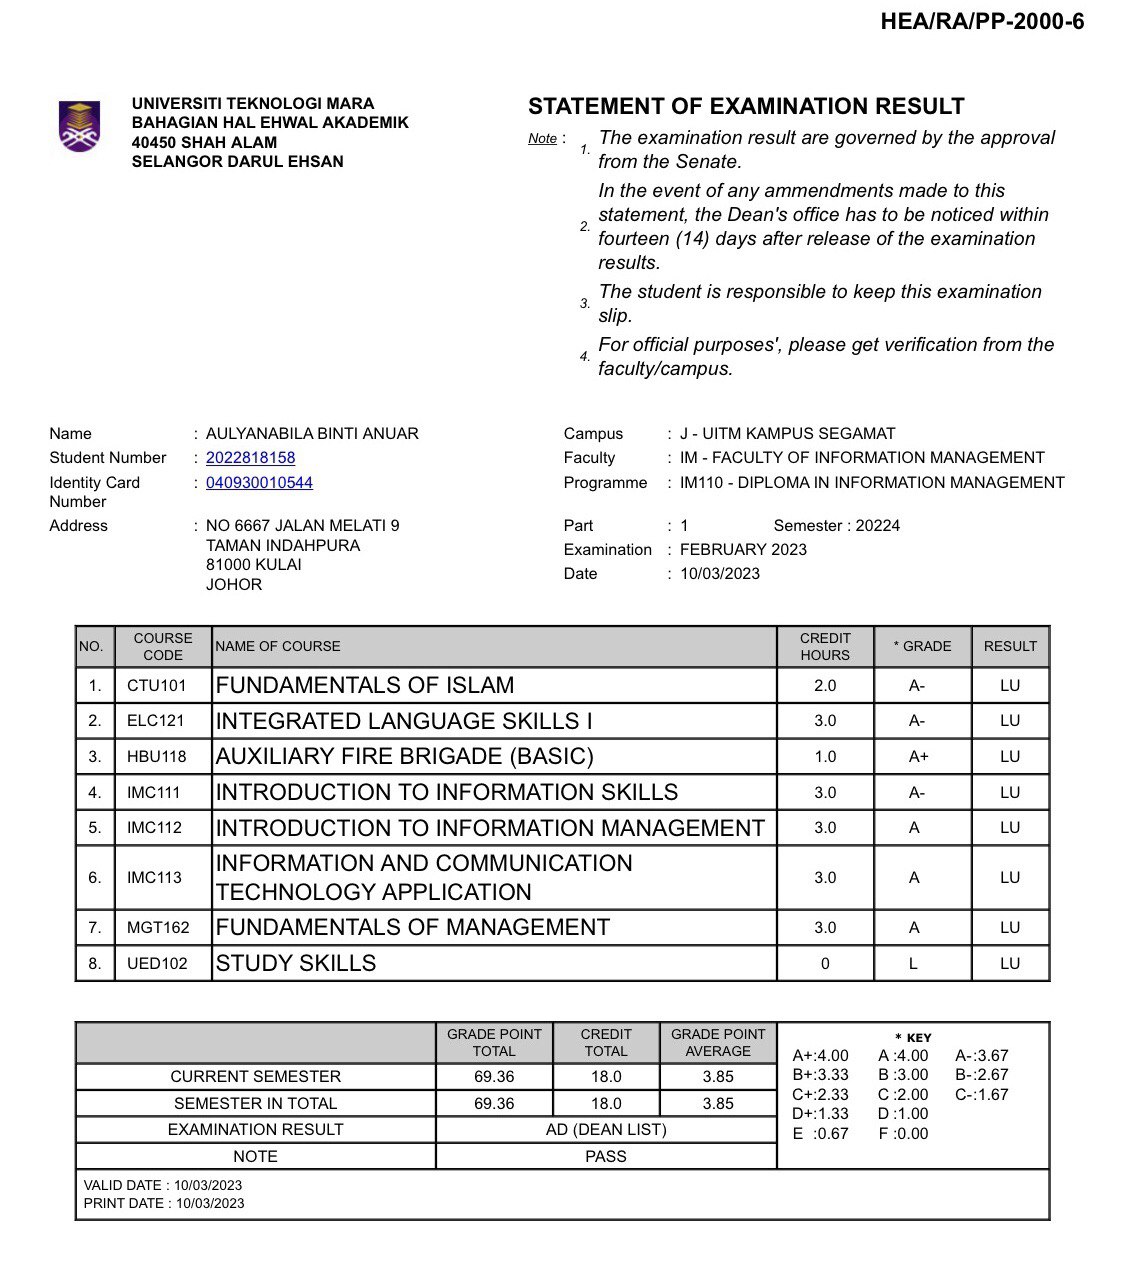 HEA/RA/PP-2000-6
UNIVERSITI TEKNOLOGI MARA
BAHAGIAN HAL EHWAL AKADEMIK
40450 SHAH ALAM
SELANGOR DARUL EHSAN
STATEMENT OF EXAMINATION RESULT
Note :
1. The examination result are governed by the approval
from the Senate.
2. In the event of any ammendments made to this
statement, the Dean's office has to be noticed within
fourteen (14) days after release of the examination
results.
3. The student is responsible to keep this examination
slip.
4. For official purposes', please get verification from the
faculty/campus.
Name : AULYANABILA BINTI ANUAR
Student Number : 2022818158
Identity Card Number : 040930010544
Address : NO 6667 JALAN MELATI 9
TAMAN INDAHPURA
81000 KULAI
JOHOR
Campus : J - UITM KAMPUS SEGAMAT
Faculty : IM - FACULTY OF INFORMATION MANAGEMENT
Programme : IM110 - DIPLOMA IN INFORMATION MANAGEMENT
Part : 1 Semester : 20224
Examination : FEBRUARY 2023
Date : 10/03/2023
NO. COURSE CODE NAME OF COURSE CREDIT HOURS * GRADE RESULT
1. CTU101 FUNDAMENTALS OF ISLAM 2.0 A- LU
2. ELC121 INTEGRATED LANGUAGE SKILLS I 3.0 A- LU
3. HBU118 AUXILIARY FIRE BRIGADE (BASIC) 1.0 A+ LU
4. IMC111 INTRODUCTION TO INFORMATION SKILLS 3.0 A- LU
5. IMC112 INTRODUCTION TO INFORMATION MANAGEMENT 3.0 A LU
6. IMC113 INFORMATION AND COMMUNICATION TECHNOLOGY APPLICATION 3.0 A LU
7. MGT162 FUNDAMENTALS OF MANAGEMENT 3.0 A LU
8. UED102 STUDY SKILLS 0 L LU
GRADE POINT TOTAL CREDIT TOTAL GRADE POINT AVERAGE
CURRENT SEMESTER 69.36 18.0 3.85
SEMESTER IN TOTAL 69.36 18.0 3.85
EXAMINATION RESULT AD (DEAN LIST)
NOTE PASS
* KEY
A+:4.00 A :4.00 A-:3.67
B+:3.33 B :3.00 B-:2.67
C+:2.33 C :2.00 C-:1.67
D+:1.33 D :1.00
E :0.67 F :0.00
VALID DATE : 10/03/2023
PRINT DATE : 10/03/2023